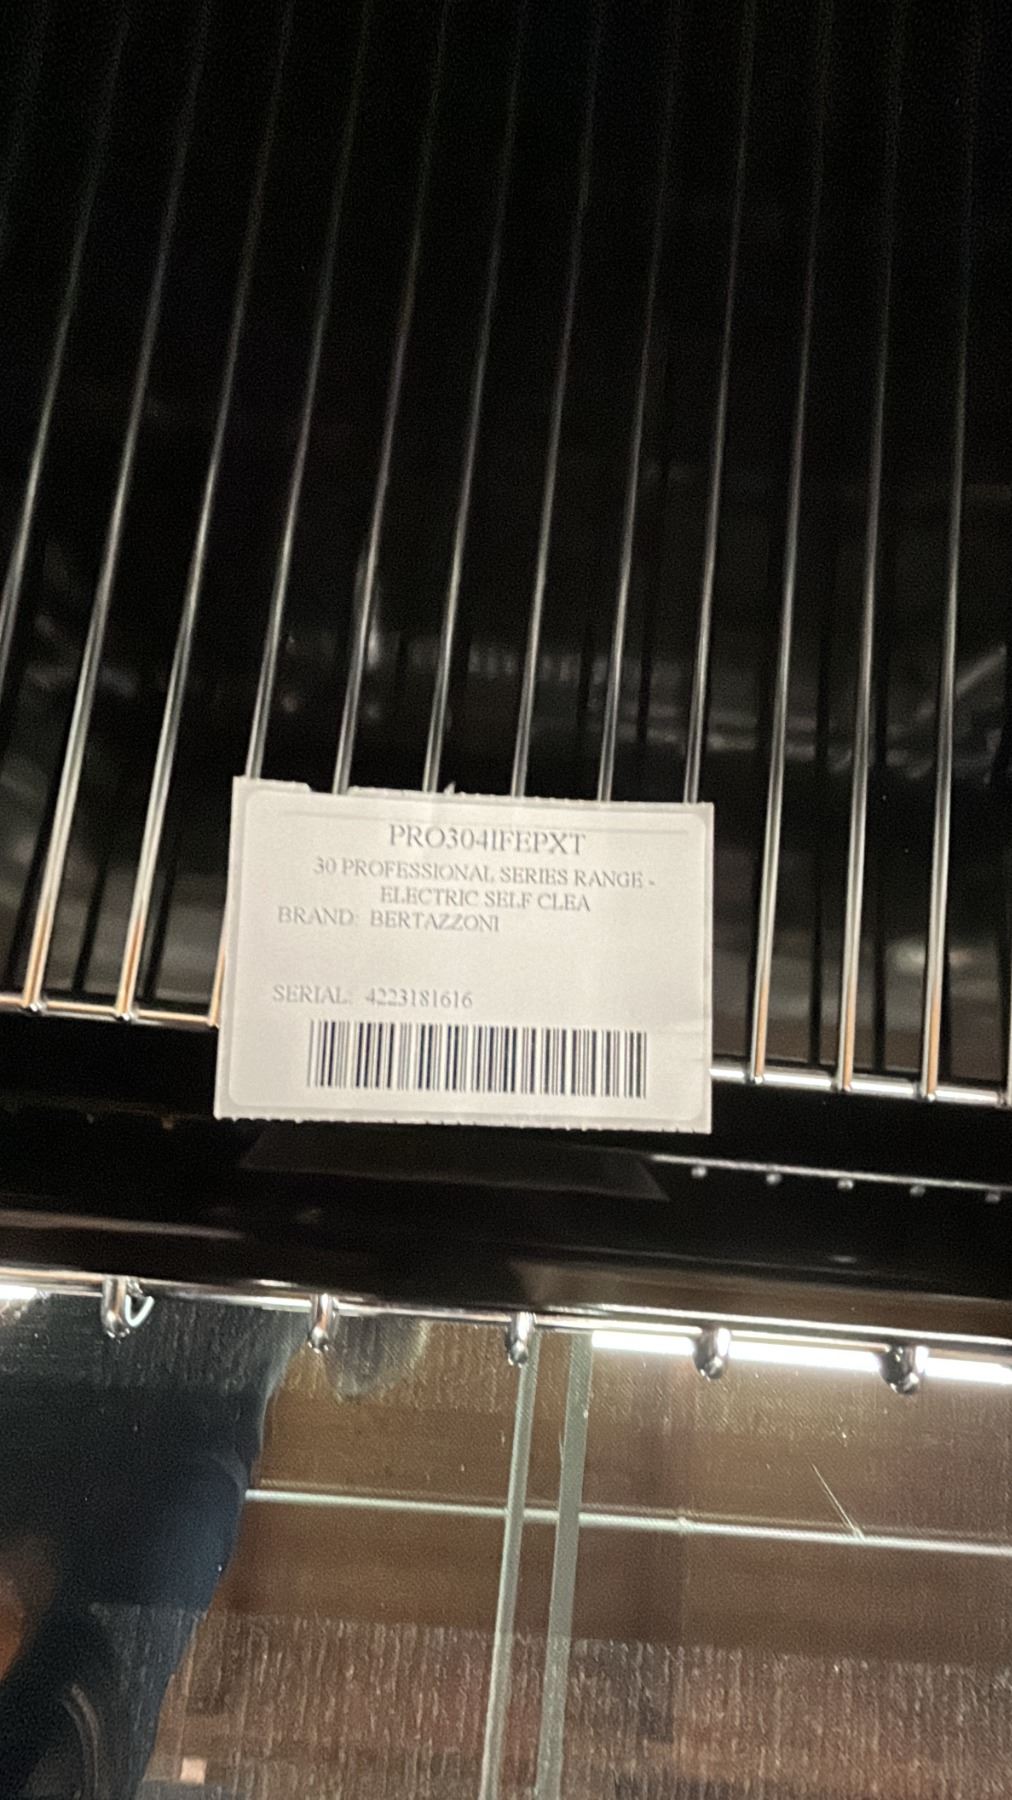 PRO304IFEPXT
30 PROFESSIONAL SERIES RANGE -
ELECTRIC SELF CLEA
BRAND: BERTAZZONI
SERIAL: 4223181616